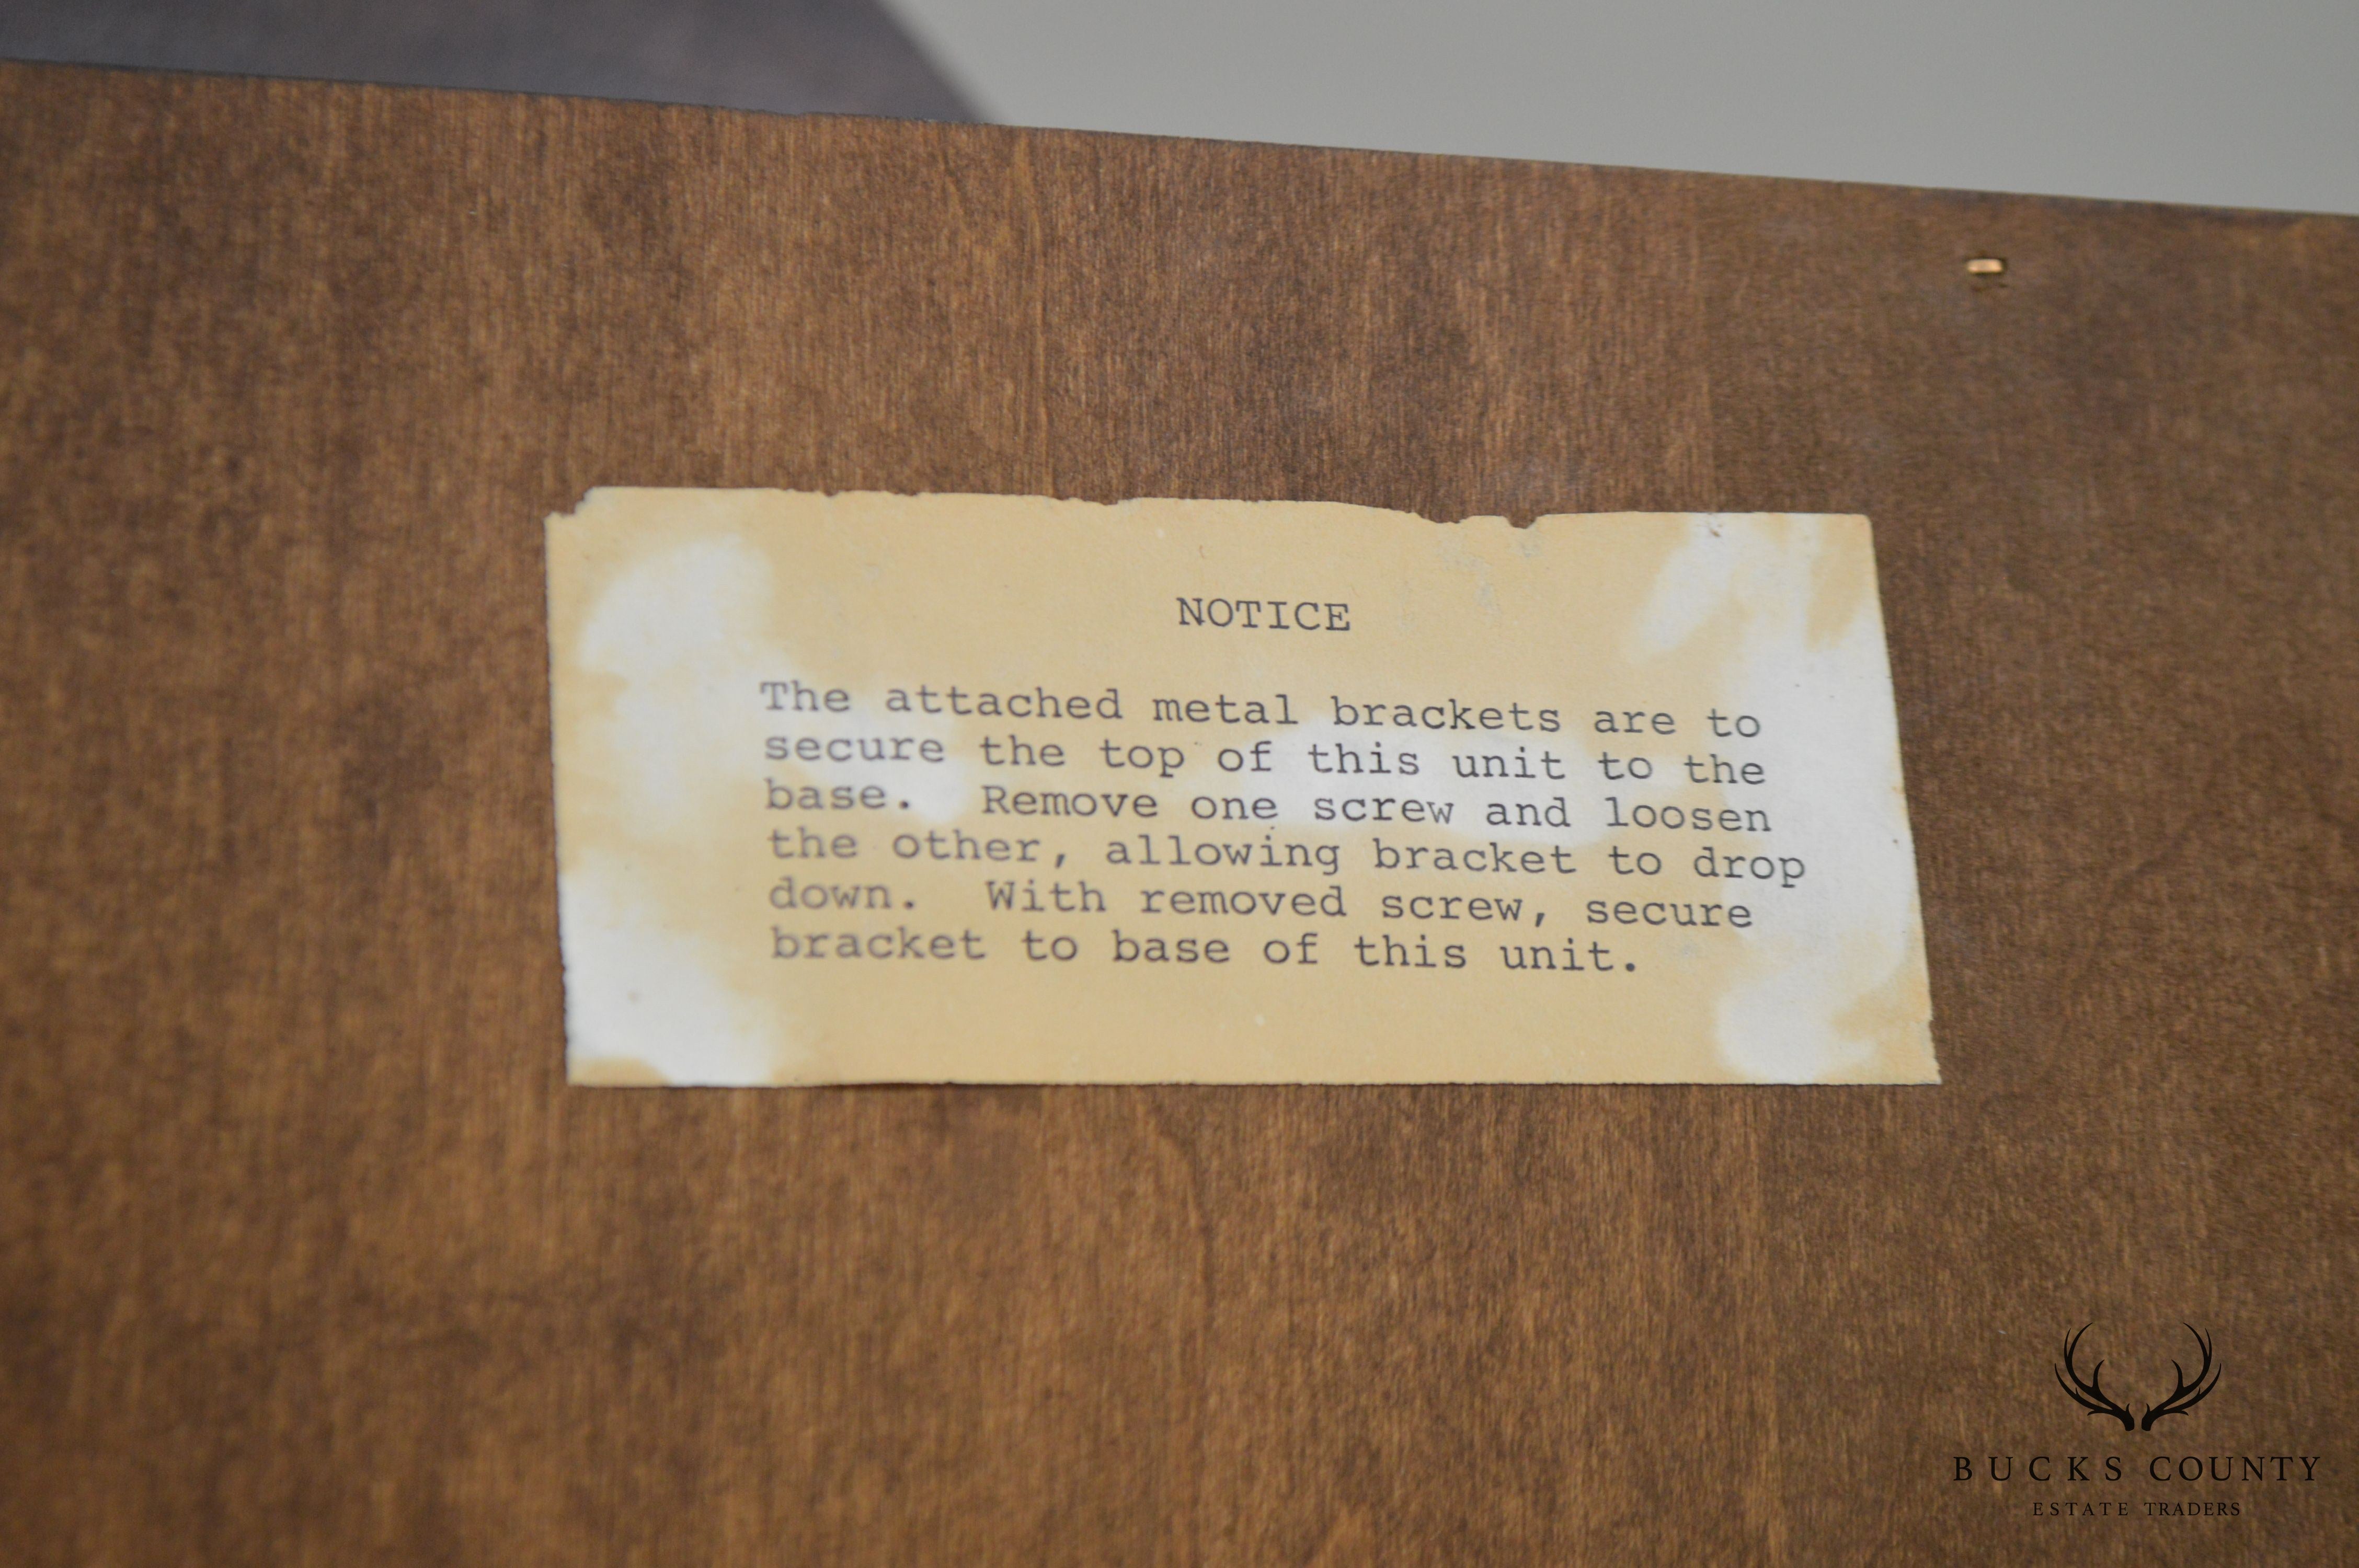 NOTICE
The attached metal brackets are to
secure the top of this unit to the
base.  Remove one screw and loosen
the other, allowing bracket to drop
down.  With removed screw, secure
bracket to base of this unit.
BUCKS COUNTY
ESTATE TRADERS